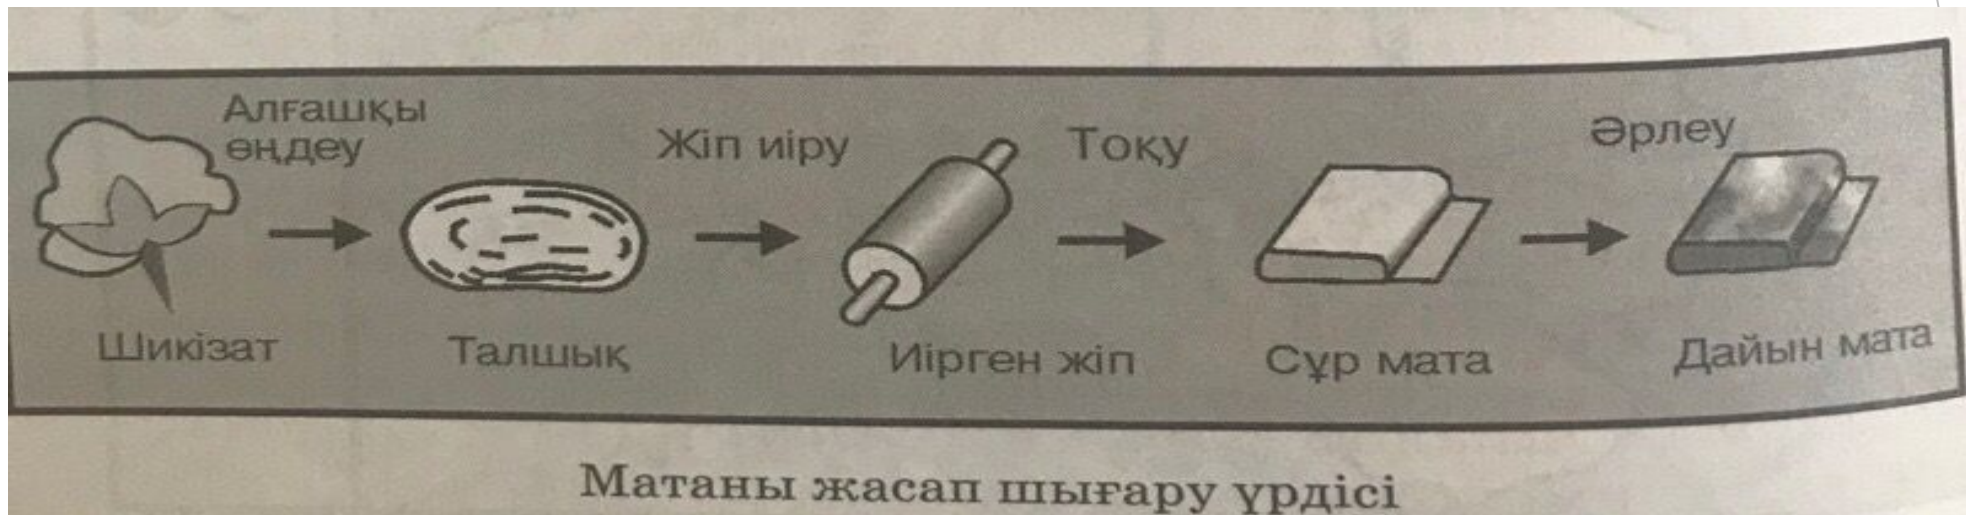 Алғашқы
өңдеу
Жіп иіру
Тоқу
Әрлеу
Шикізат
Талшық
Иірген жіп
Сұр мата
Дайын мата
Матаны жасап шығару үрдісі